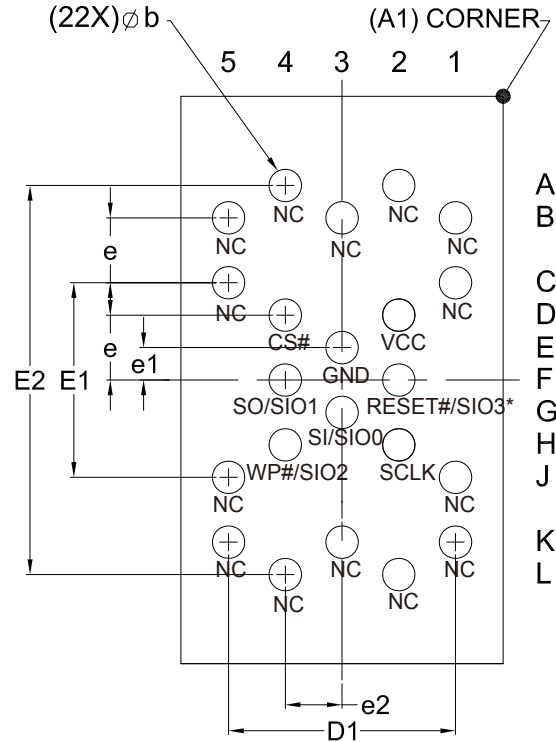 (22X)⌀b (A1) CORNER
5 4 3 2 1
A
NC NC
B
NC NC NC
e
C
NC NC
D
CS# VCC
E
e e1 GND
E2 E1
F
SO/SIO1 RESET#/SIO3*
G
SI/SIO0
H
WP#/SIO2 SCLK
J
NC NC
K
NC NC NC
L
NC NC
e2
D1